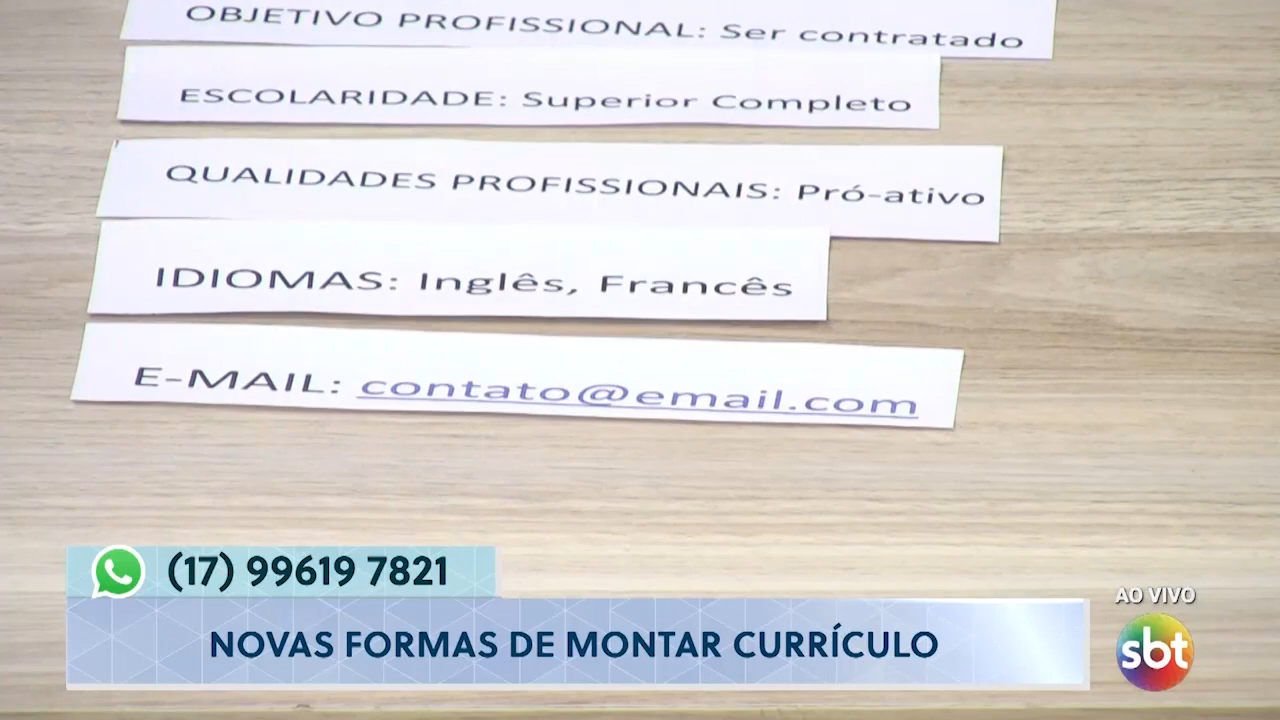 OBJETIVO PROFISSIONAL: Ser contratado
ESCOLARIDADE: Superior Completo
QUALIDADES PROFISSIONAIS: Pró-ativo
IDIOMAS: Inglês, Francês
E-MAIL: contato@email.com
(17) 99619 7821
NOVAS FORMAS DE MONTAR CURRÍCULO
AO VIVO
sbt